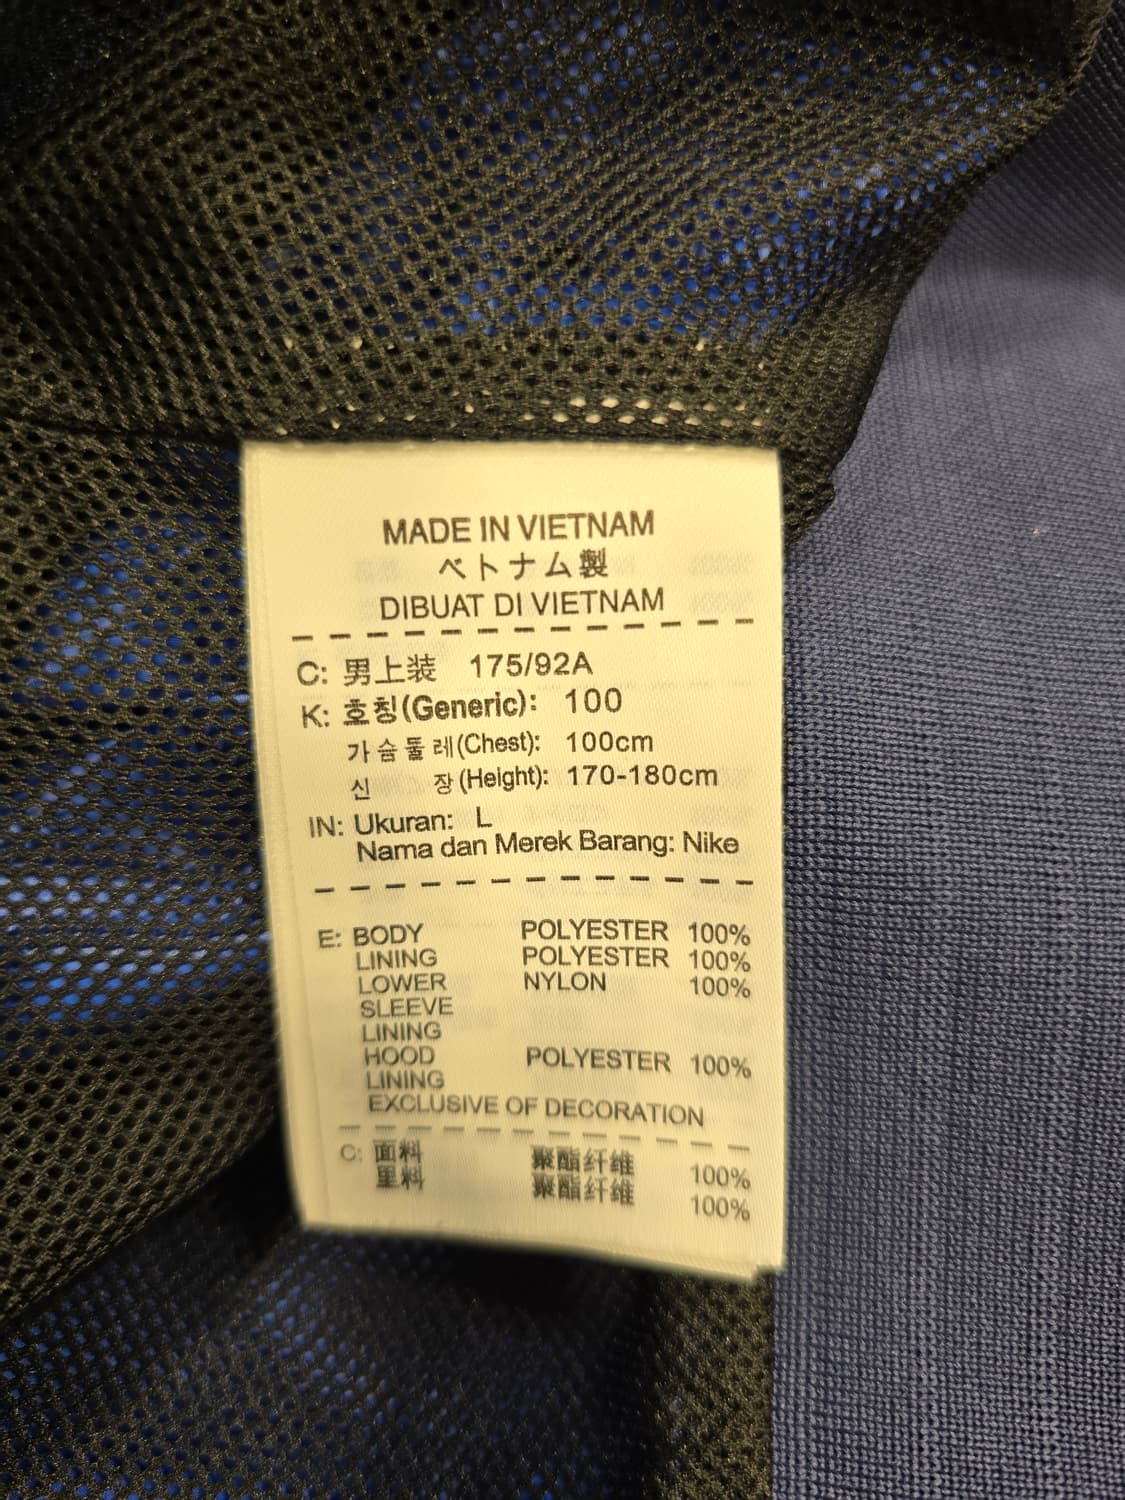 MADE IN VIETNAM
ベトナム製
DIBUAT DI VIETNAM
C: 男上装 175/92A
K: 호칭(Generic): 100
가슴둘레(Chest): 100cm
신 장(Height): 170-180cm
IN: Ukuran: L
Nama dan Merek Barang: Nike
E: BODY POLYESTER 100%
LINING POLYESTER 100%
LOWER NYLON 100%
SLEEVE
LINING
HOOD POLYESTER 100%
LINING
EXCLUSIVE OF DECORATION
C: 面料 聚酯纤维 100%
里料 聚酯纤维 100%